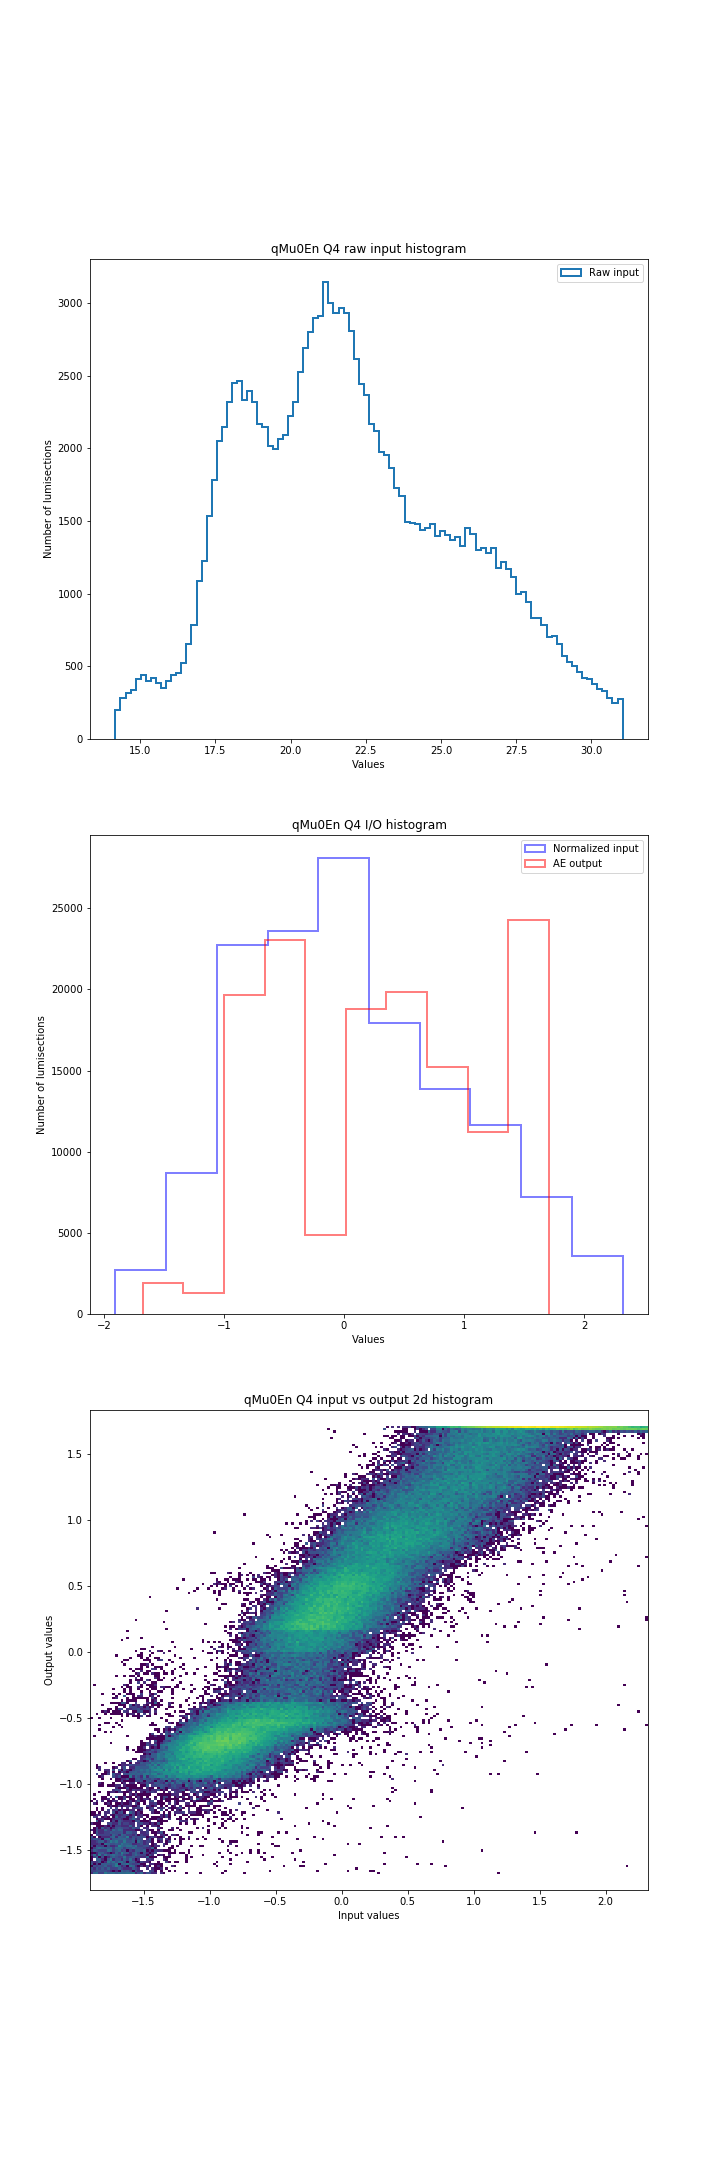 qMu0En Q4 raw input histogram
Raw input
3000
2500
2000
1500
1000
500
0
Number of lumisections
15.0 17.5 20.0 22.5 25.0 27.5 30.0
Values
qMu0En Q4 I/O histogram
Normalized input
AE output
25000
20000
15000
10000
5000
0
Number of lumisections
−2 −1 0 1 2
Values
qMu0En Q4 input vs output 2d histogram
1.5
1.0
0.5
0.0
−0.5
−1.0
−1.5
Output values
−1.5 −1.0 −0.5 0.0 0.5 1.0 1.5 2.0
Input values